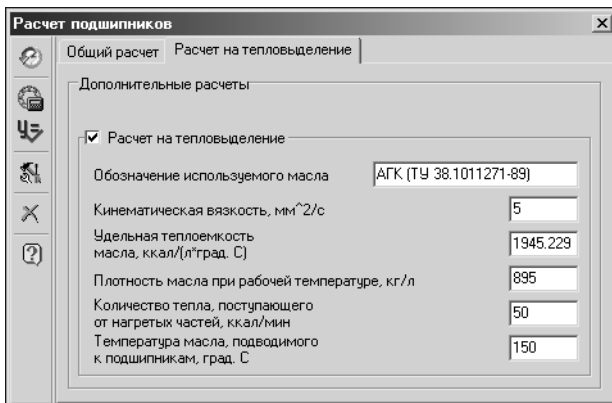 Расчет подшипников
Общий расчет Расчет на тепловыделение
Дополнительные расчеты
Расчет на тепловыделение
Обозначение используемого масла АГК (ТУ 38.1011271-89)
Кинематическая вязкость, мм^2/с 5
Удельная теплоемкость
масла, ккал/(л*град. С) 1945.229
Плотность масла при рабочей температуре, кг/л 895
Количество тепла, поступающего
от нагретых частей, ккал/мин 50
Температура масла, подводимого
к подшипникам, град. С 150